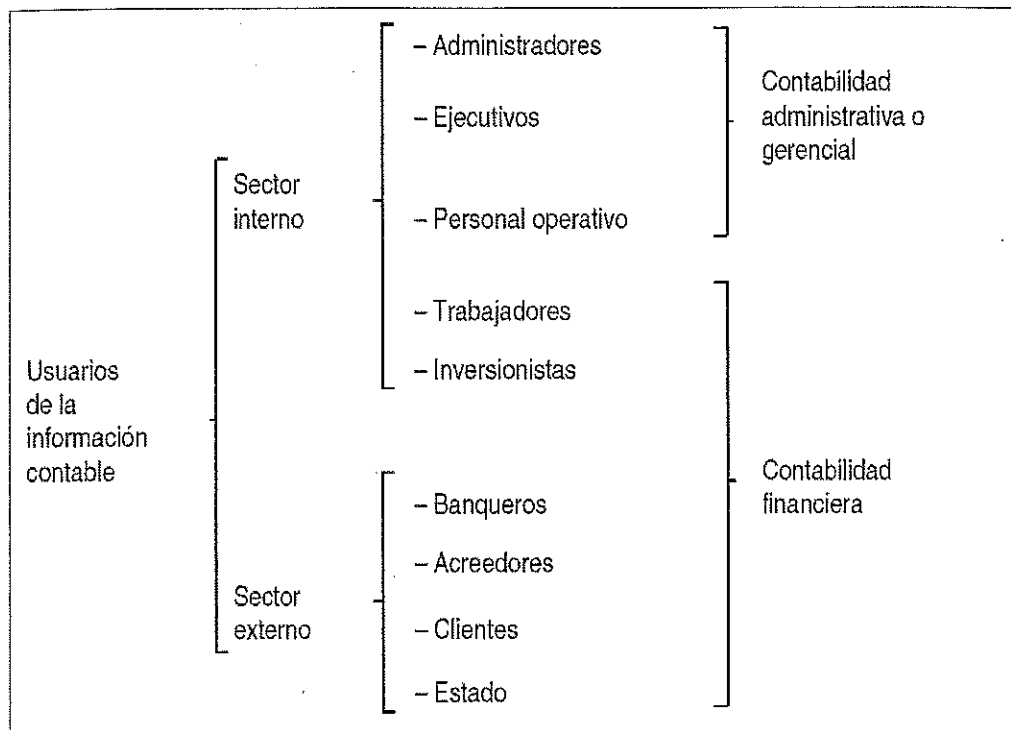 Usuarios
de la
información
contable
Sector
interno
– Administradores
– Ejecutivos
– Personal operativo
– Trabajadores
– Inversionistas
Sector
externo
– Banqueros
– Acreedores
– Clientes
– Estado
Contabilidad
administrativa o
gerencial
Contabilidad
financiera